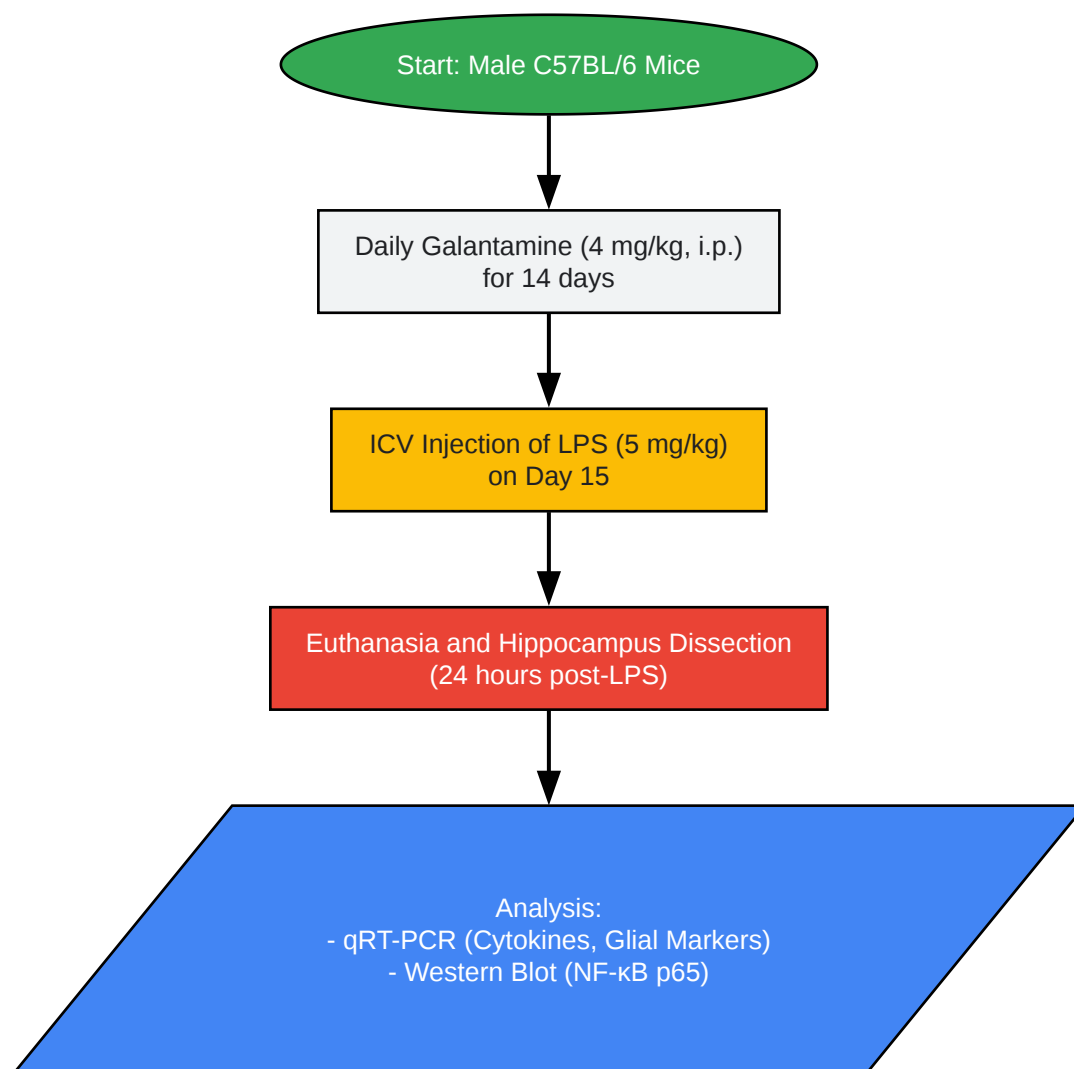 Start: Male C57BL/6 Mice
Daily Galantamine (4 mg/kg, i.p.)
for 14 days
ICV Injection of LPS (5 mg/kg)
on Day 15
Euthanasia and Hippocampus Dissection
(24 hours post-LPS)
Analysis:
- qRT-PCR (Cytokines, Glial Markers)
- Western Blot (NF-κB p65)